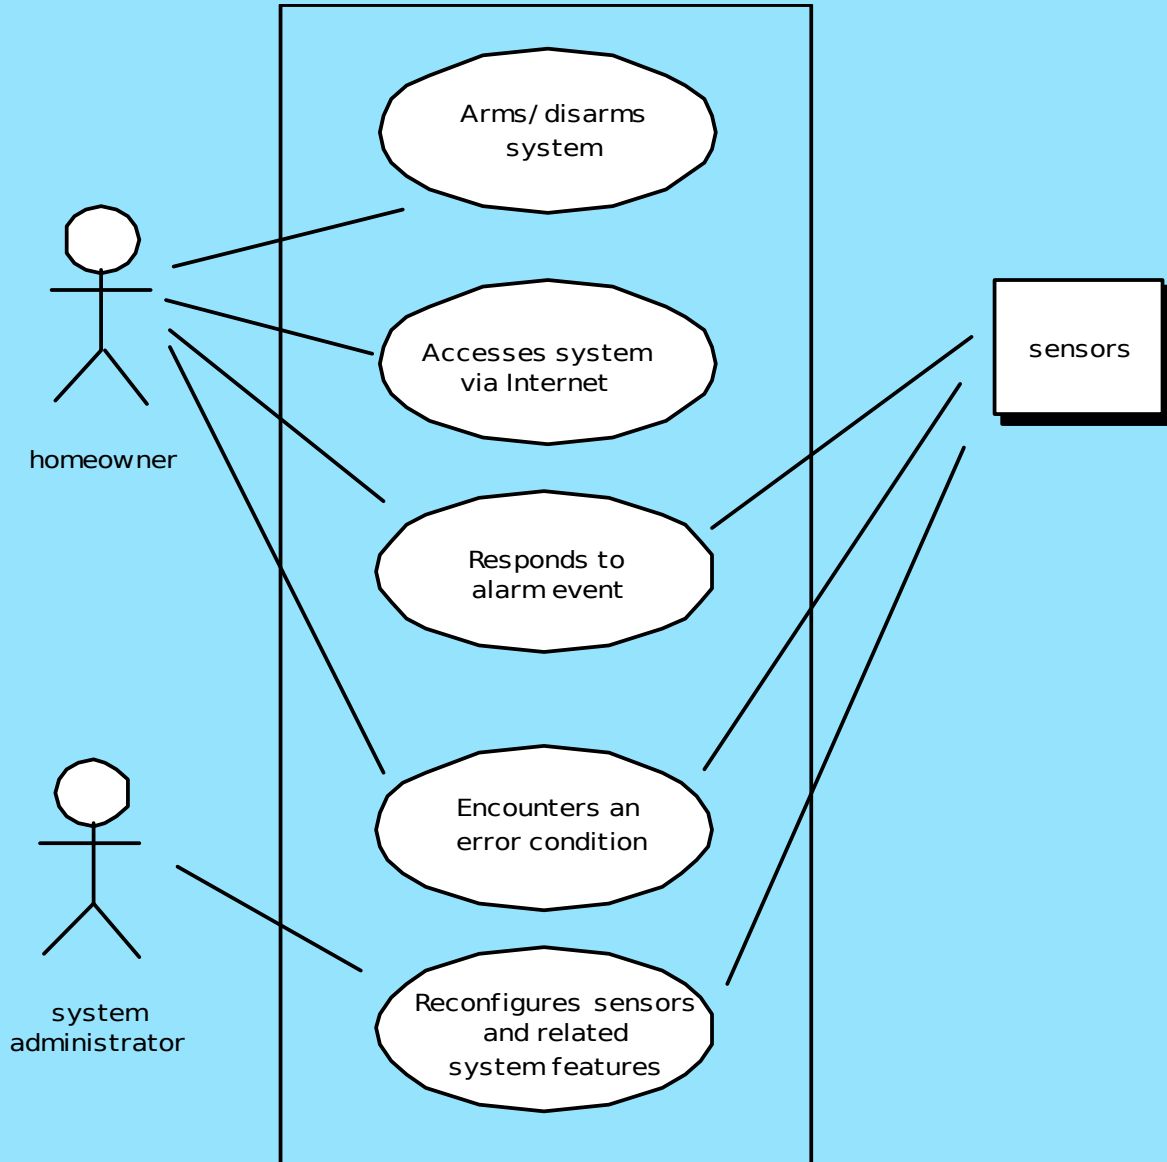 Arms/disarms
system
Accesses system
via Internet
sensors
homeowner
Responds to
alarm event
Encounters an
error condition
system
administrator
Reconfigures sensors
and related
system features